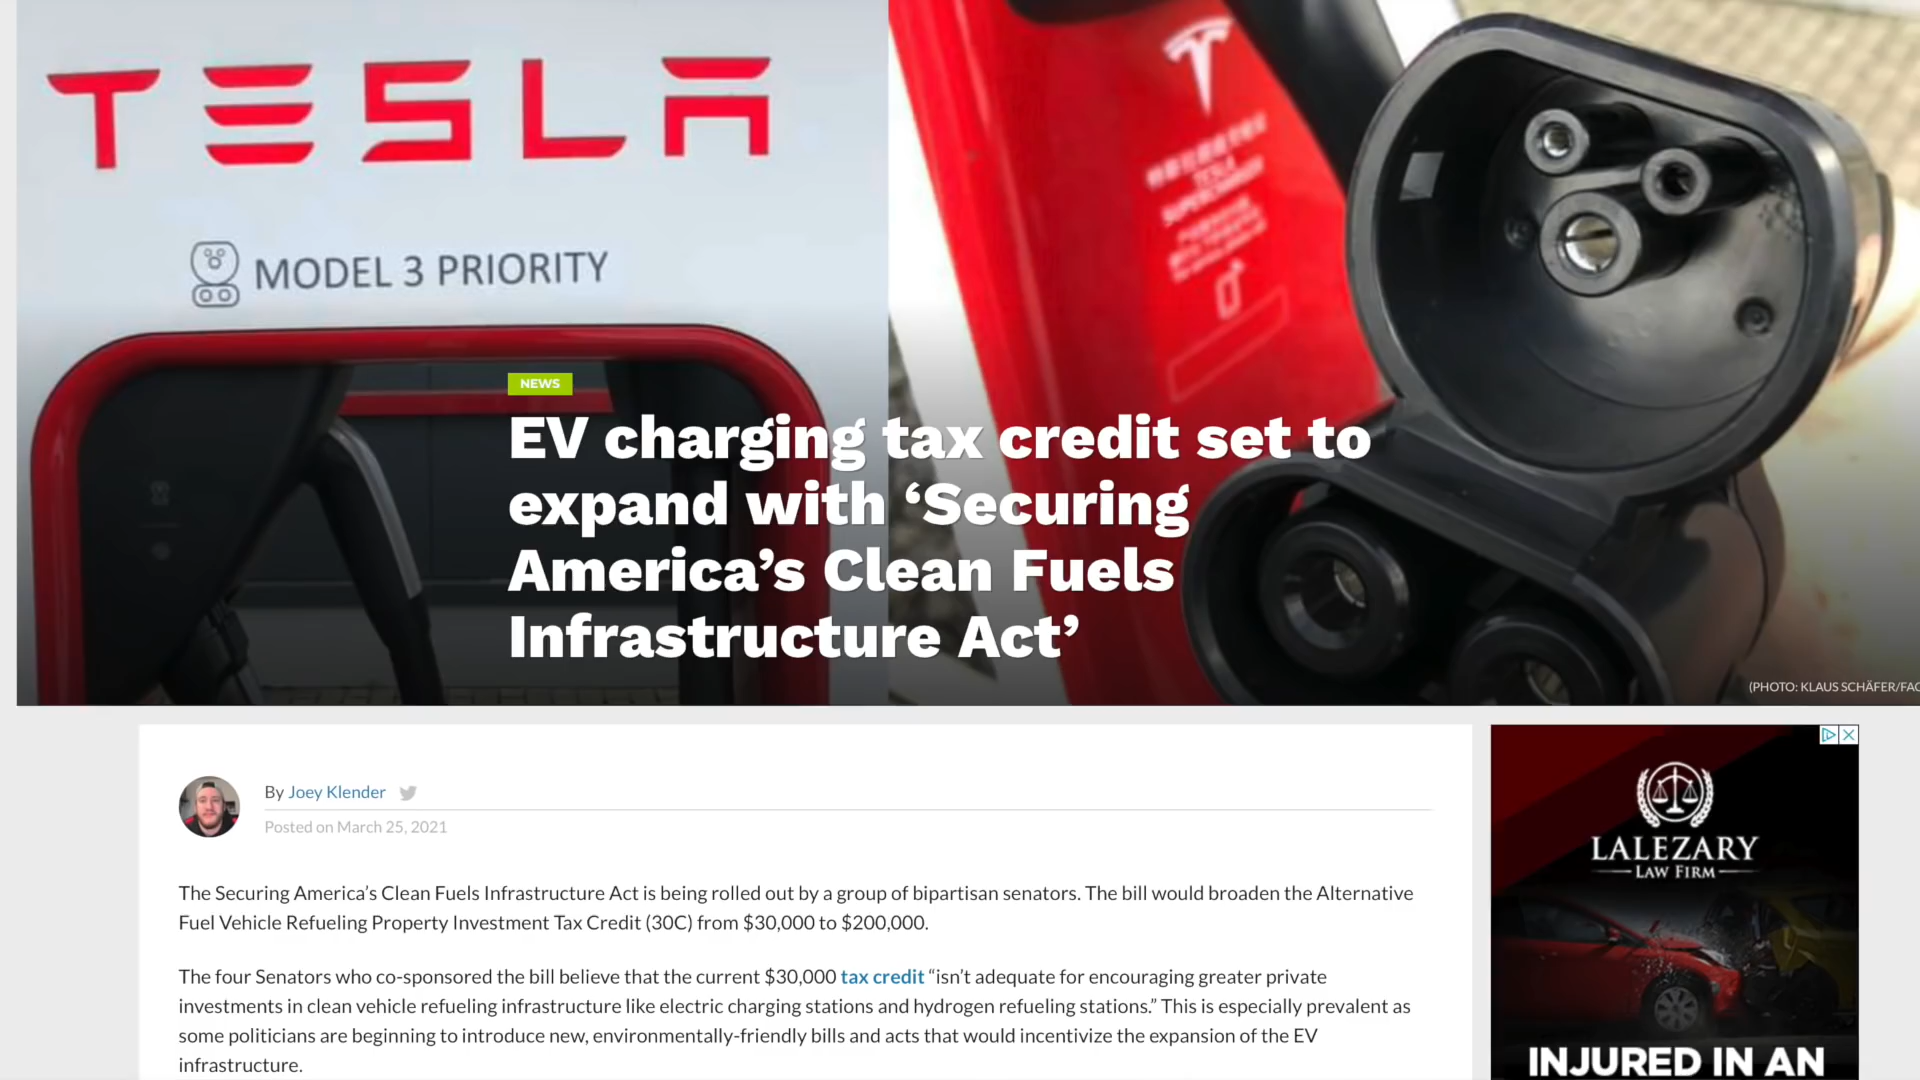 TESLA
MODEL 3 PRIORITY
TESLA
SUPERCHARGER
NEWS
EV charging tax credit set to
expand with ‘Securing
America’s Clean Fuels
Infrastructure Act’
(PHOTO: KLAUS SCHÄFER/FAC
By Joey Klender
Posted on March 25, 2021
The Securing America’s Clean Fuels Infrastructure Act is being rolled out by a group of bipartisan senators. The bill would broaden the Alternative
Fuel Vehicle Refueling Property Investment Tax Credit (30C) from $30,000 to $200,000.
The four Senators who co-sponsored the bill believe that the current $30,000 tax credit “isn’t adequate for encouraging greater private
investments in clean vehicle refueling infrastructure like electric charging stations and hydrogen refueling stations.” This is especially prevalent as
some politicians are beginning to introduce new, environmentally-friendly bills and acts that would incentivize the expansion of the EV
infrastructure.
LALEZARY
LAW FIRM
INJURED IN AN